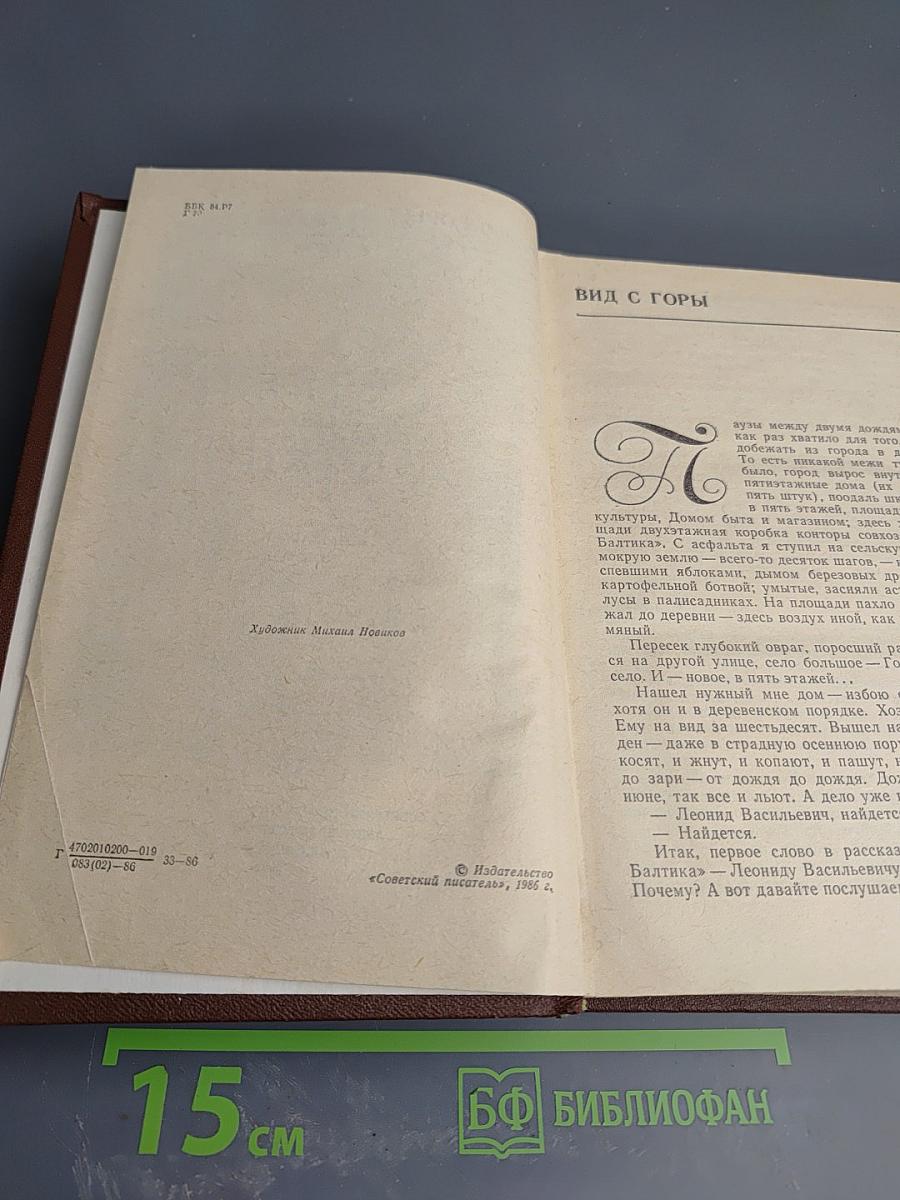 ББК 84.Р7
Художник Михаил Новиков
Г 4702010200—019
083(02)—86
33—86
© Издательство
«Советский писатель», 1986 г.
ВИД С ГОРЫ
Паузы между двумя дождям
как раз хватило для того,
добежать из города в д
То есть никакой межи т
было, город вырос внут
пятиэтажные дома (их
пять штук), поодаль шк
в пять этажей, площад
культуры, Домом быта и магазином; здесь
щади двухэтажная коробка конторы совхоз
Балтика». С асфальта я ступил на сельску
мокрую землю — всего-то десяток шагов, —
спевшими яблоками, дымом березовых др
картофельной ботвой; умытые, засияли аст
лусы в палисадниках. На площади пахло
жал до деревни — здесь воздух иной, как
мяный.
Пересек глубокий овраг, поросший ра
ся на другой улице, село большое — Го
село. И — новое, в пять этажей...
Нашел нужный мне дом — избою
хотя он и в деревенском порядке. Хоз
Ему на вид за шестьдесят. Вышел на
ден — даже в страдную осеннюю пору
косят, и жнут, и копают, и пашут, н
до зари — от дождя до дождя. Дож
июне, так все и льют. А дело уже
— Леонид Васильевич, найдетс
— Найдется.
Итак, первое слово в рассказ
Балтика» — Леониду Васильевичу
Почему? А вот давайте послушае
15 см
БФ БИБЛИОФАН